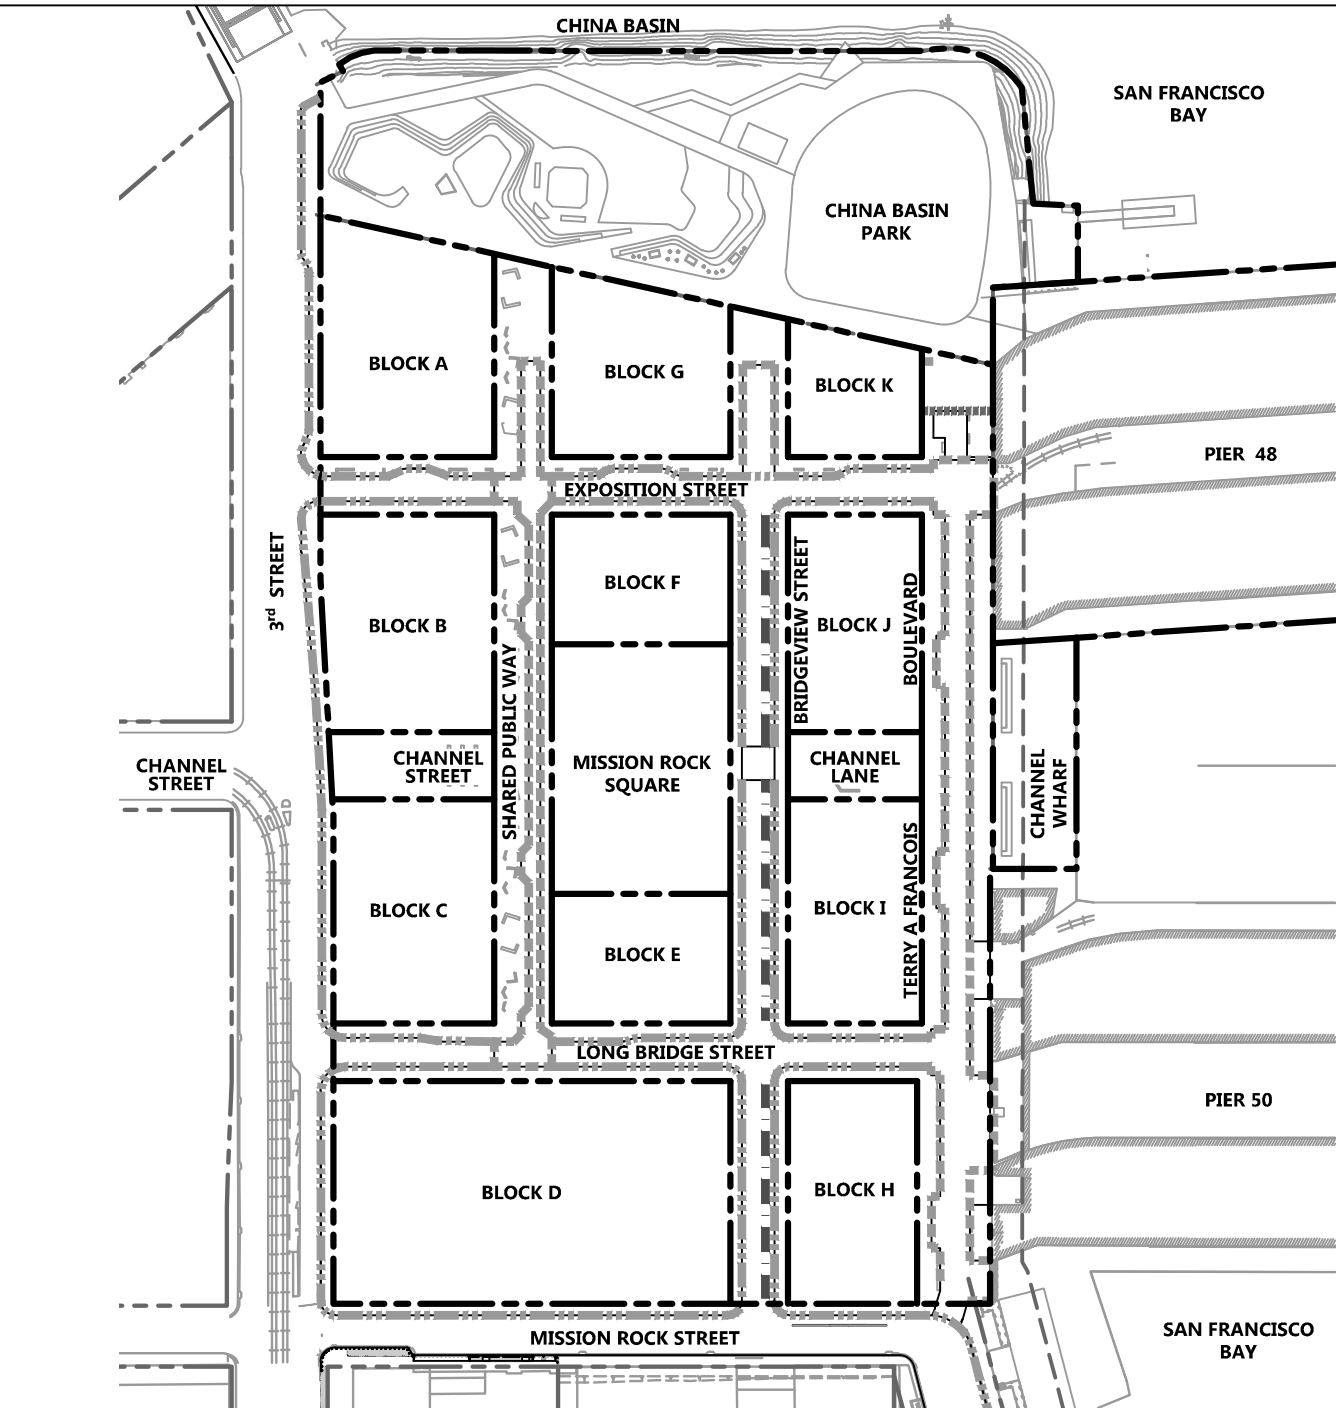 CHINA BASIN
SAN FRANCISCO
BAY
CHINA BASIN
PARK
BLOCK A
BLOCK G
BLOCK K
PIER 48
EXPOSITION STREET
3rd STREET
BLOCK B
SHARED PUBLIC WAY
BLOCK F
BRIDGEVIEW STREET
BLOCK J
TERRY A FRANCOIS BOULEVARD
CHANNEL
STREET
CHANNEL
STREET
MISSION ROCK
SQUARE
CHANNEL
LANE
CHANNEL
WHARF
BLOCK C
BLOCK E
BLOCK I
LONG BRIDGE STREET
PIER 50
BLOCK D
BLOCK H
MISSION ROCK STREET
SAN FRANCISCO
BAY